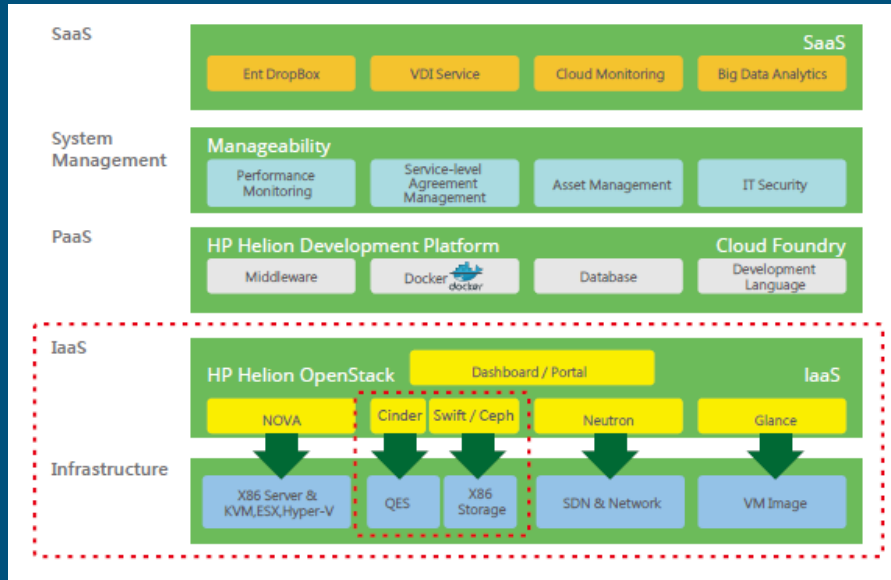 SaaS
SaaS
Ent DropBox
VDI Service
Cloud Monitoring
Big Data Analytics
System
Management
Manageability
Performance
Monitoring
Service-level
Agreement
Management
Asset Management
IT Security
PaaS
HP Helion Development Platform
Cloud Foundry
Middleware
Docker
docker
Database
Development
Language
IaaS
HP Helion OpenStack
Dashboard / Portal
IaaS
NOVA
Cinder
Swift / Ceph
Neutron
Glance
Infrastructure
X86 Server &
KVM,ESX,Hyper-V
QES
X86
Storage
SDN & Network
VM Image